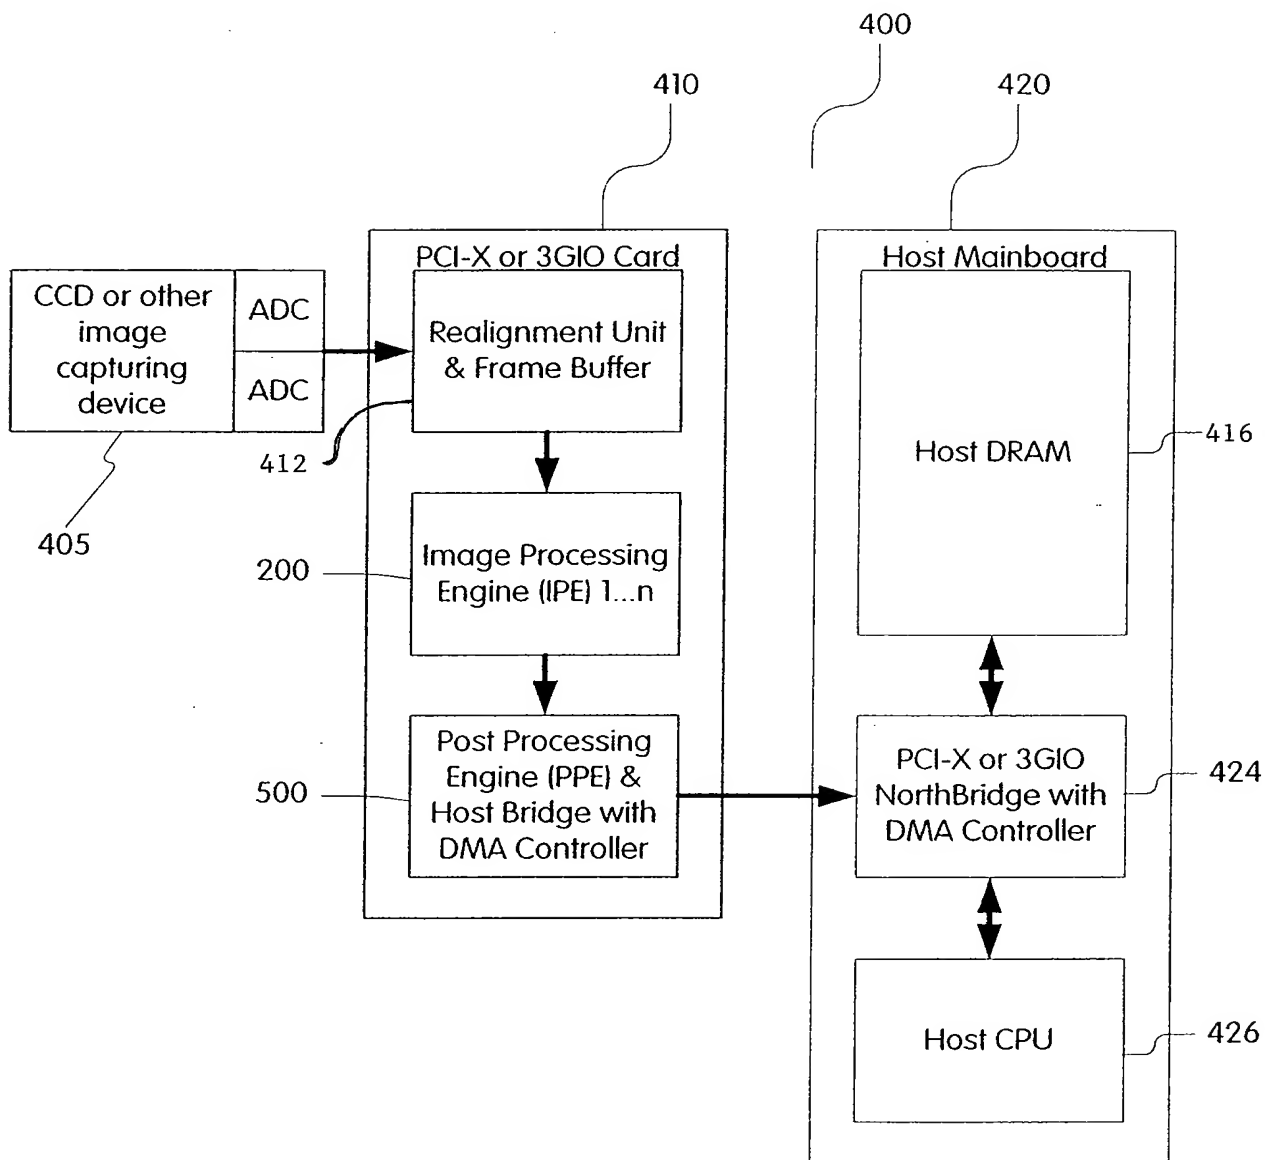 400
410
420
PCI-X or 3GIO Card
Host Mainboard
CCD or other
image
capturing
device
ADC
ADC
Realignment Unit
& Frame Buffer
412
405
Host DRAM
416
200
Image Processing
Engine (IPE) 1...n
500
Post Processing
Engine (PPE) &
Host Bridge with
DMA Controller
PCI-X or 3GIO
NorthBridge with
DMA Controller
424
Host CPU
426